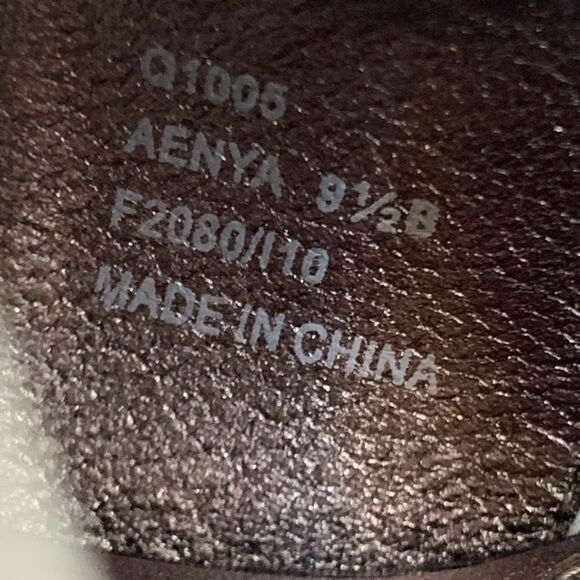 Q1005
AENYA 9½B
F2080/I10
MADE IN CHINA